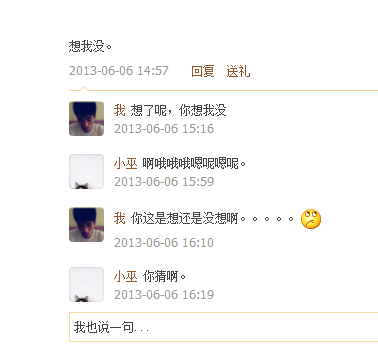 想我没。
2013-06-06 14:57 回复 送礼
我 想了呢，你想我没
2013-06-06 15:16
小巫 啊哦哦哦嗯呢嗯呢。
2013-06-06 15:59
我 你这是想还是没想啊。。。。。
2013-06-06 16:10
小巫 你猜啊。
2013-06-06 16:19
我也说一句...